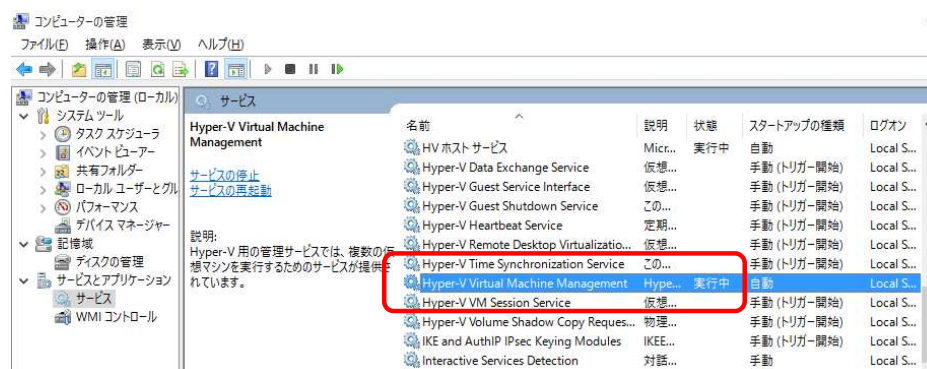 コンピューターの管理
ファイル(F) 操作(A) 表示(V) ヘルプ(H)
コンピューターの管理 (ローカル)
システム ツール
タスク スケジューラ
イベント ビューアー
共有フォルダー
ローカル ユーザーとグル
パフォーマンス
デバイス マネージャー
記憶域
ディスクの管理
サービスとアプリケーション
サービス
WMI コントロール
サービス
Hyper-V Virtual Machine
Management
サービスの停止
サービスの再起動
説明:
Hyper-V 用の管理サービスでは、複数の仮
想マシンを実行するためのサービスが提供さ
れています。
名前 説明 状態 スタートアップの種類 ログオン
HV ホスト サービス Micr... 実行中 自動 Local S...
Hyper-V Data Exchange Service 仮想... 手動 (トリガー開始) Local S...
Hyper-V Guest Service Interface 仮想... 手動 (トリガー開始) Local S...
Hyper-V Guest Shutdown Service この... 手動 (トリガー開始) Local S...
Hyper-V Heartbeat Service 定期... 手動 (トリガー開始) Local S...
Hyper-V Remote Desktop Virtualizatio... 仮想... 手動 (トリガー開始) Local S...
Hyper-V Time Synchronization Service この... 手動 (トリガー開始) Local S...
Hyper-V Virtual Machine Management Hype... 実行中 自動 Local S...
Hyper-V VM Session Service 仮想... 手動 (トリガー開始) Local S...
Hyper-V Volume Shadow Copy Reques... 物理... 手動 (トリガー開始) Local S...
IKE and AuthIP IPsec Keying Modules IKEE... 手動 (トリガー開始) Local S...
Interactive Services Detection 対話... 手動 Local S...